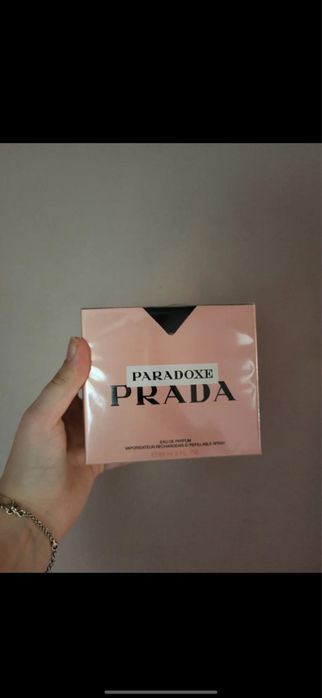 PARADOXE
PRADA
EAU DE PARFUM
VAPORISATEUR RECHARGEABLE/REFILLABLE SPRAY